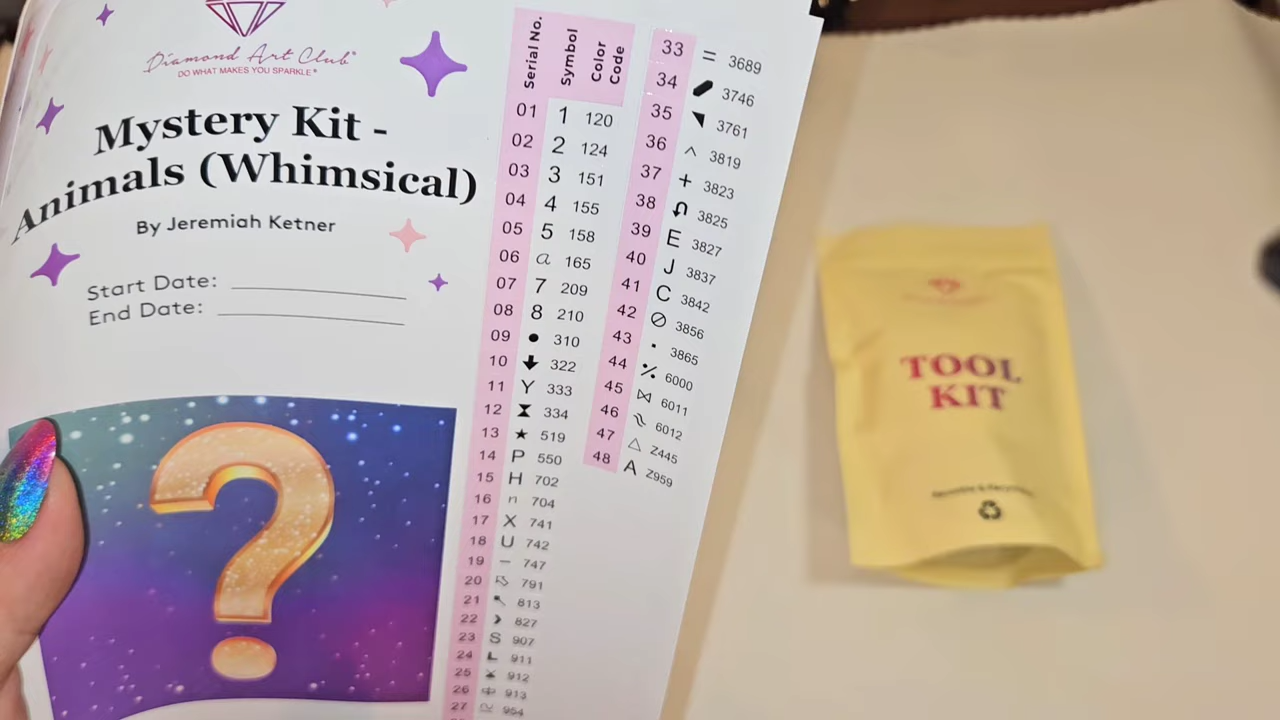 Diamond Art Club®
DO WHAT MAKES YOU SPARKLE®
Mystery Kit -
Animals (Whimsical)
By Jeremiah Ketner
Start Date:
End Date:
?
Serial No. Symbol Color Code
01 1 120
02 2 124
03 3 151
04 4 155
05 5 158
06 a 165
07 7 209
08 8 210
09 ● 310
10 🡇 322
11 Y 333
12 ⧗ 334
13 ★ 519
14 P 550
15 H 702
16 n 704
17 X 741
18 U 742
19 – 747
20 791
21 813
22 827
23 S 907
24 L 911
25 912
26 913
27 954
33 = 3689
34 3746
35 3761
36 ^ 3819
37 + 3823
38 3825
39 E 3827
40 J 3837
41 C 3842
42 ∅ 3856
43 · 3865
44 ⁒ 6000
45 ⋈ 6011
46 6012
47 △ Z445
48 A Z959
TOOL
KIT